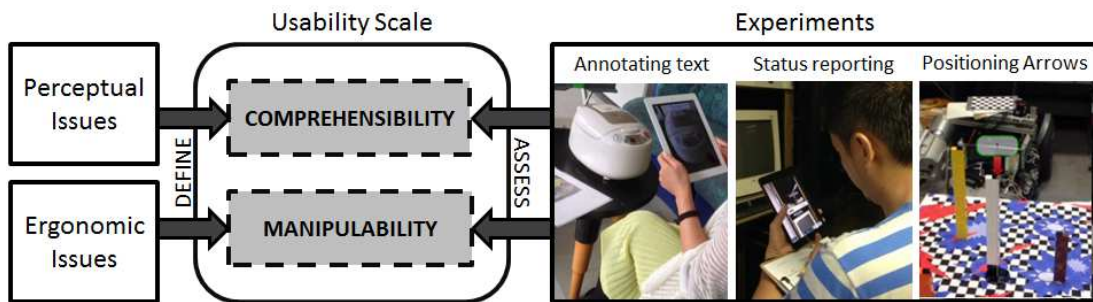 Usability Scale
Experiments
Perceptual
Issues
Ergonomic
Issues
DEFINE
COMPREHENSIBILITY
MANIPULABILITY
ASSESS
Annotating text
Status reporting
Positioning Arrows